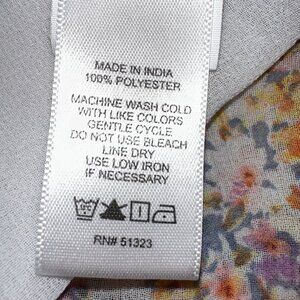 MADE IN INDIA
100% POLYESTER
MACHINE WASH COLD
WITH LIKE COLORS
GENTLE CYCLE
DO NOT USE BLEACH
LINE DRY
USE LOW IRON
IF NECESSARY
RN# 51323